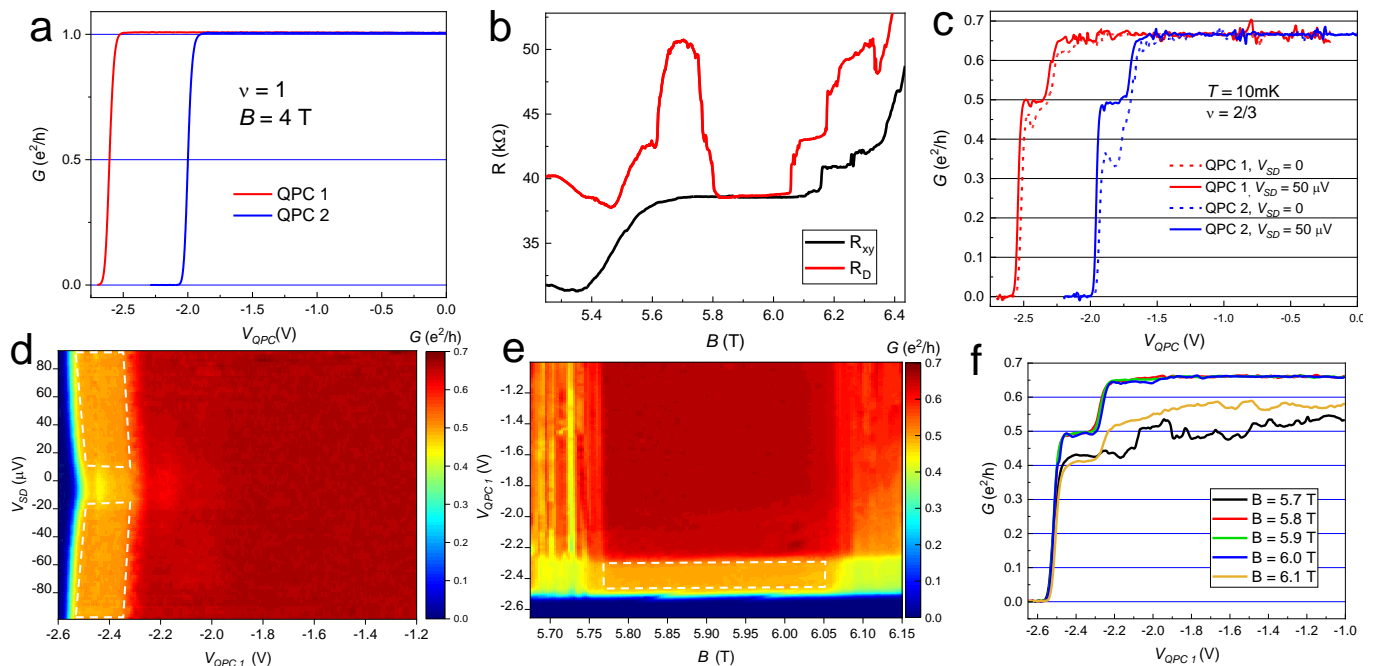 a
G (e²/h)
1.0
0.5
0.0
ν = 1
B = 4 T
QPC 1
QPC 2
-2.5
-2.0
-1.5
-1.0
-0.5
0.0
V_QPC(V)
b
R (kΩ)
50
45
40
35
R_xy
R_D
5.4
5.6
5.8
6.0
6.2
6.4
B (T)
c
G (e²/h)
0.7
0.6
0.5
0.4
0.3
0.2
0.1
0.0
T = 10mK
ν = 2/3
QPC 1, V_SD = 0
QPC 1, V_SD = 50 μV
QPC 2, V_SD = 0
QPC 2, V_SD = 50 μV
-2.5
-2.0
-1.5
-1.0
-0.5
V_QPC (V)
d
G (e²/h)
V_SD (μV)
80
60
40
20
0
-20
-40
-60
-80
-2.6
-2.4
-2.2
-2.0
-1.8
-1.6
-1.4
-1.2
V_QPC 1 (V)
0.7
0.6
0.5
0.4
0.3
0.2
0.1
0
e
G (e²/h)
V_QPC 1 (V)
-1.2
-1.4
-1.6
-1.8
-2.0
-2.2
-2.4
-2.6
5.70
5.75
5.80
5.85
5.90
5.95
6.00
6.05
6.10
6.15
B (T)
0.7
0.6
0.5
0.4
0.3
0.2
0.1
0
f
G (e²/h)
0.7
0.6
0.5
0.4
0.3
0.2
0.1
0.0
B = 5.7 T
B = 5.8 T
B = 5.9 T
B = 6.0 T
B = 6.1 T
-2.6
-2.4
-2.2
-2.0
-1.8
-1.6
-1.4
-1.2
-1.0
V_QPC 1 (V)